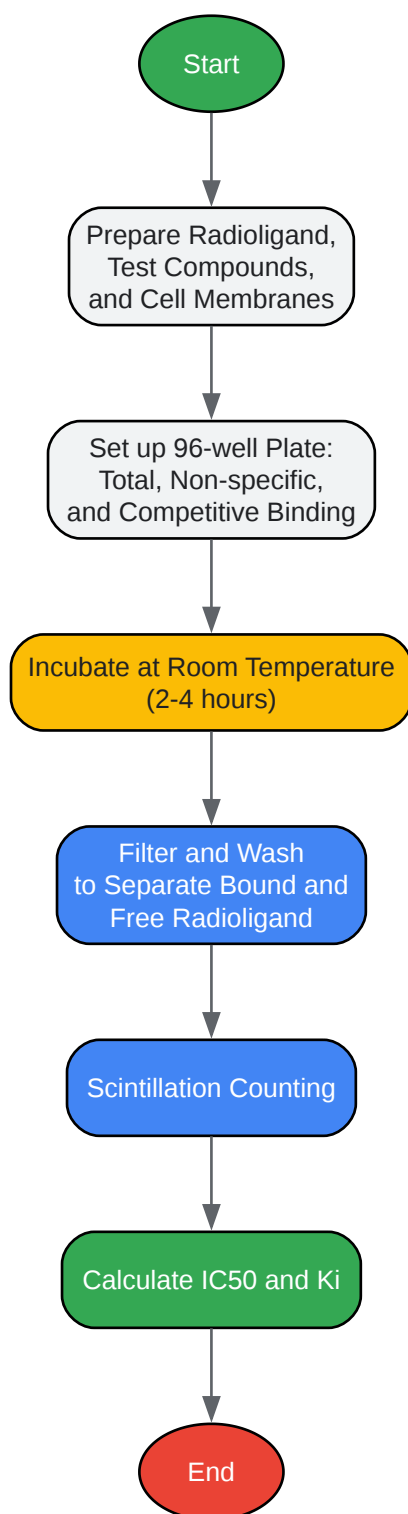 Start
Prepare Radioligand,
Test Compounds,
and Cell Membranes
Set up 96-well Plate:
Total, Non-specific,
and Competitive Binding
Incubate at Room Temperature
(2-4 hours)
Filter and Wash
to Separate Bound and
Free Radioligand
Scintillation Counting
Calculate IC50 and Ki
End